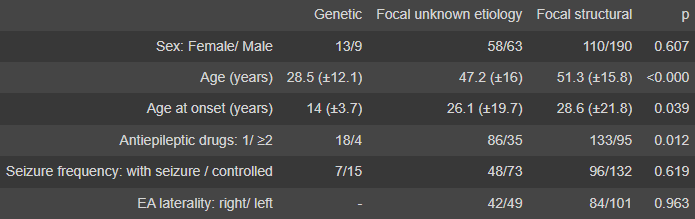 Genetic Focal unknown etiology Focal structural p
Sex: Female/ Male 13/9 58/63 110/190 0.607
Age (years) 28.5 (±12.1) 47.2 (±16) 51.3 (±15.8) <0.000
Age at onset (years) 14 (±3.7) 26.1 (±19.7) 28.6 (±21.8) 0.039
Antiepileptic drugs: 1/ ≥2 18/4 86/35 133/95 0.012
Seizure frequency: with seizure / controlled 7/15 48/73 96/132 0.619
EA laterality: right/ left - 42/49 84/101 0.963